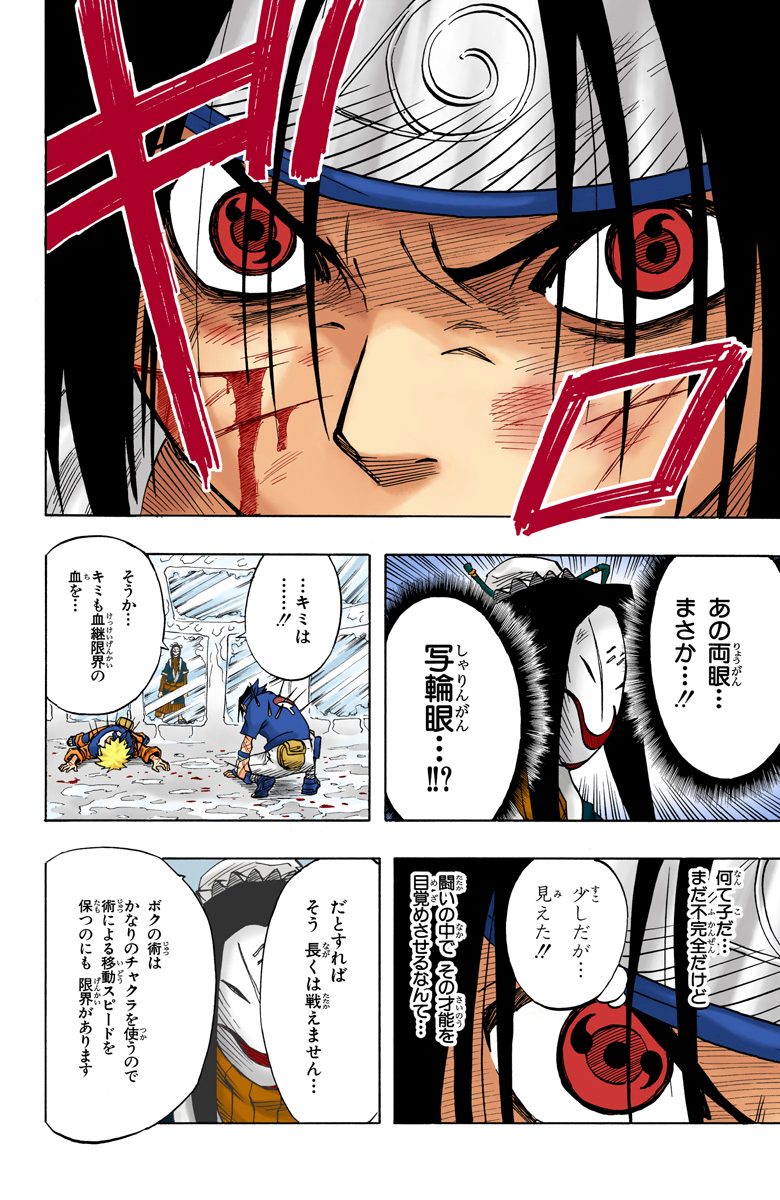 ギロ
あの両眼…
まさか…!!
写輪眼…!!?
…キミは
……!!
そうか…
キミも血継限界の
血を…
何て子だ…
まだ不完全だけど
少しだが…
見えた!!
闘いの中で その才能を
目覚めさせるなんて…
だとすれば
そう 長くは戦えません…
ボクの術は
かなりのチャクラを使うので
術による移動スピードを
保つのにも 限界があります